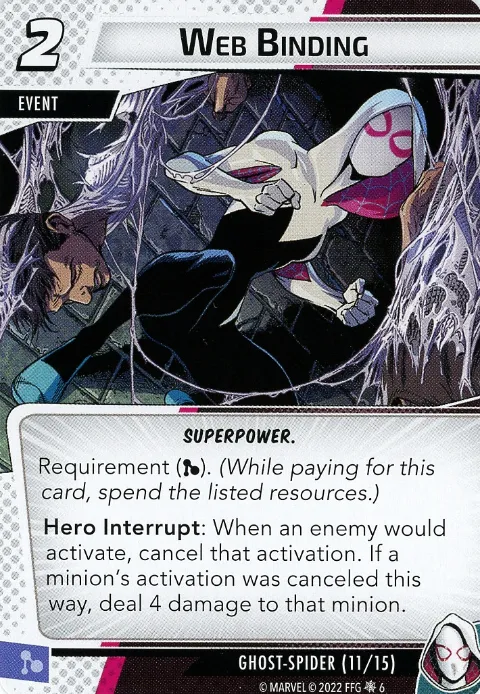 2
WEB BINDING
EVENT
SUPERPOWER.
Requirement (). (While paying for this
card, spend the listed resources.)
Hero Interrupt: When an enemy would
activate, cancel that activation. If a
minion's activation was canceled this
way, deal 4 damage to that minion.
GHOST-SPIDER (11/15)
© MARVEL © 2022 FFG 6